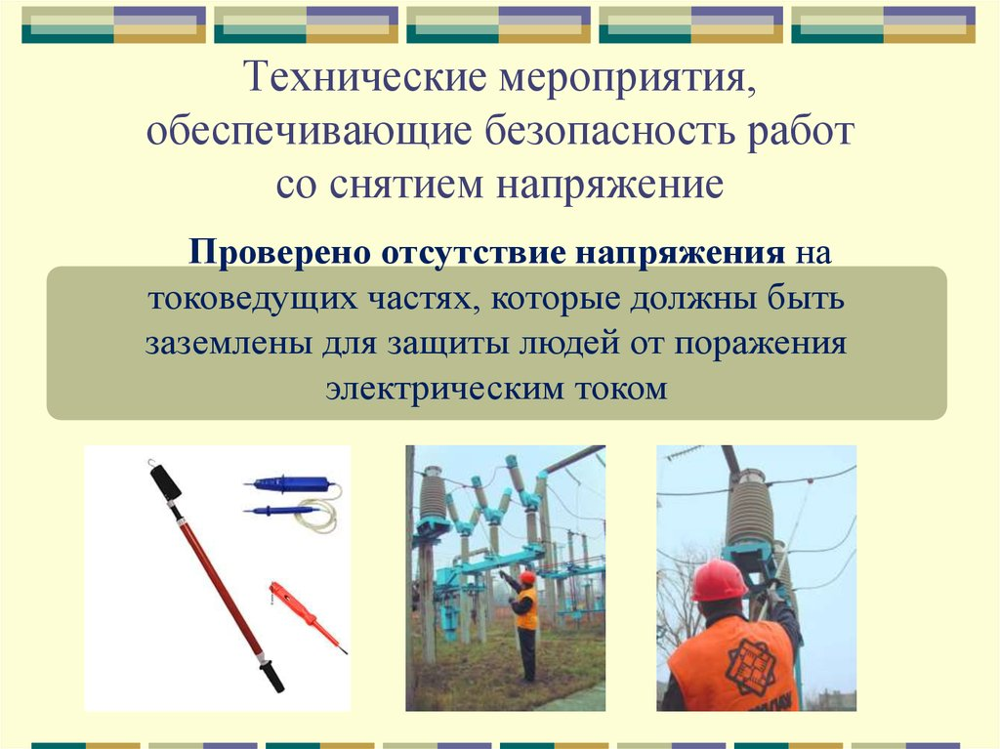 Технические мероприятия,
обеспечивающие безопасность работ
со снятием напряжение
Проверено отсутствие напряжения на
токоведущих частях, которые должны быть
заземлены для защиты людей от поражения
электрическим током